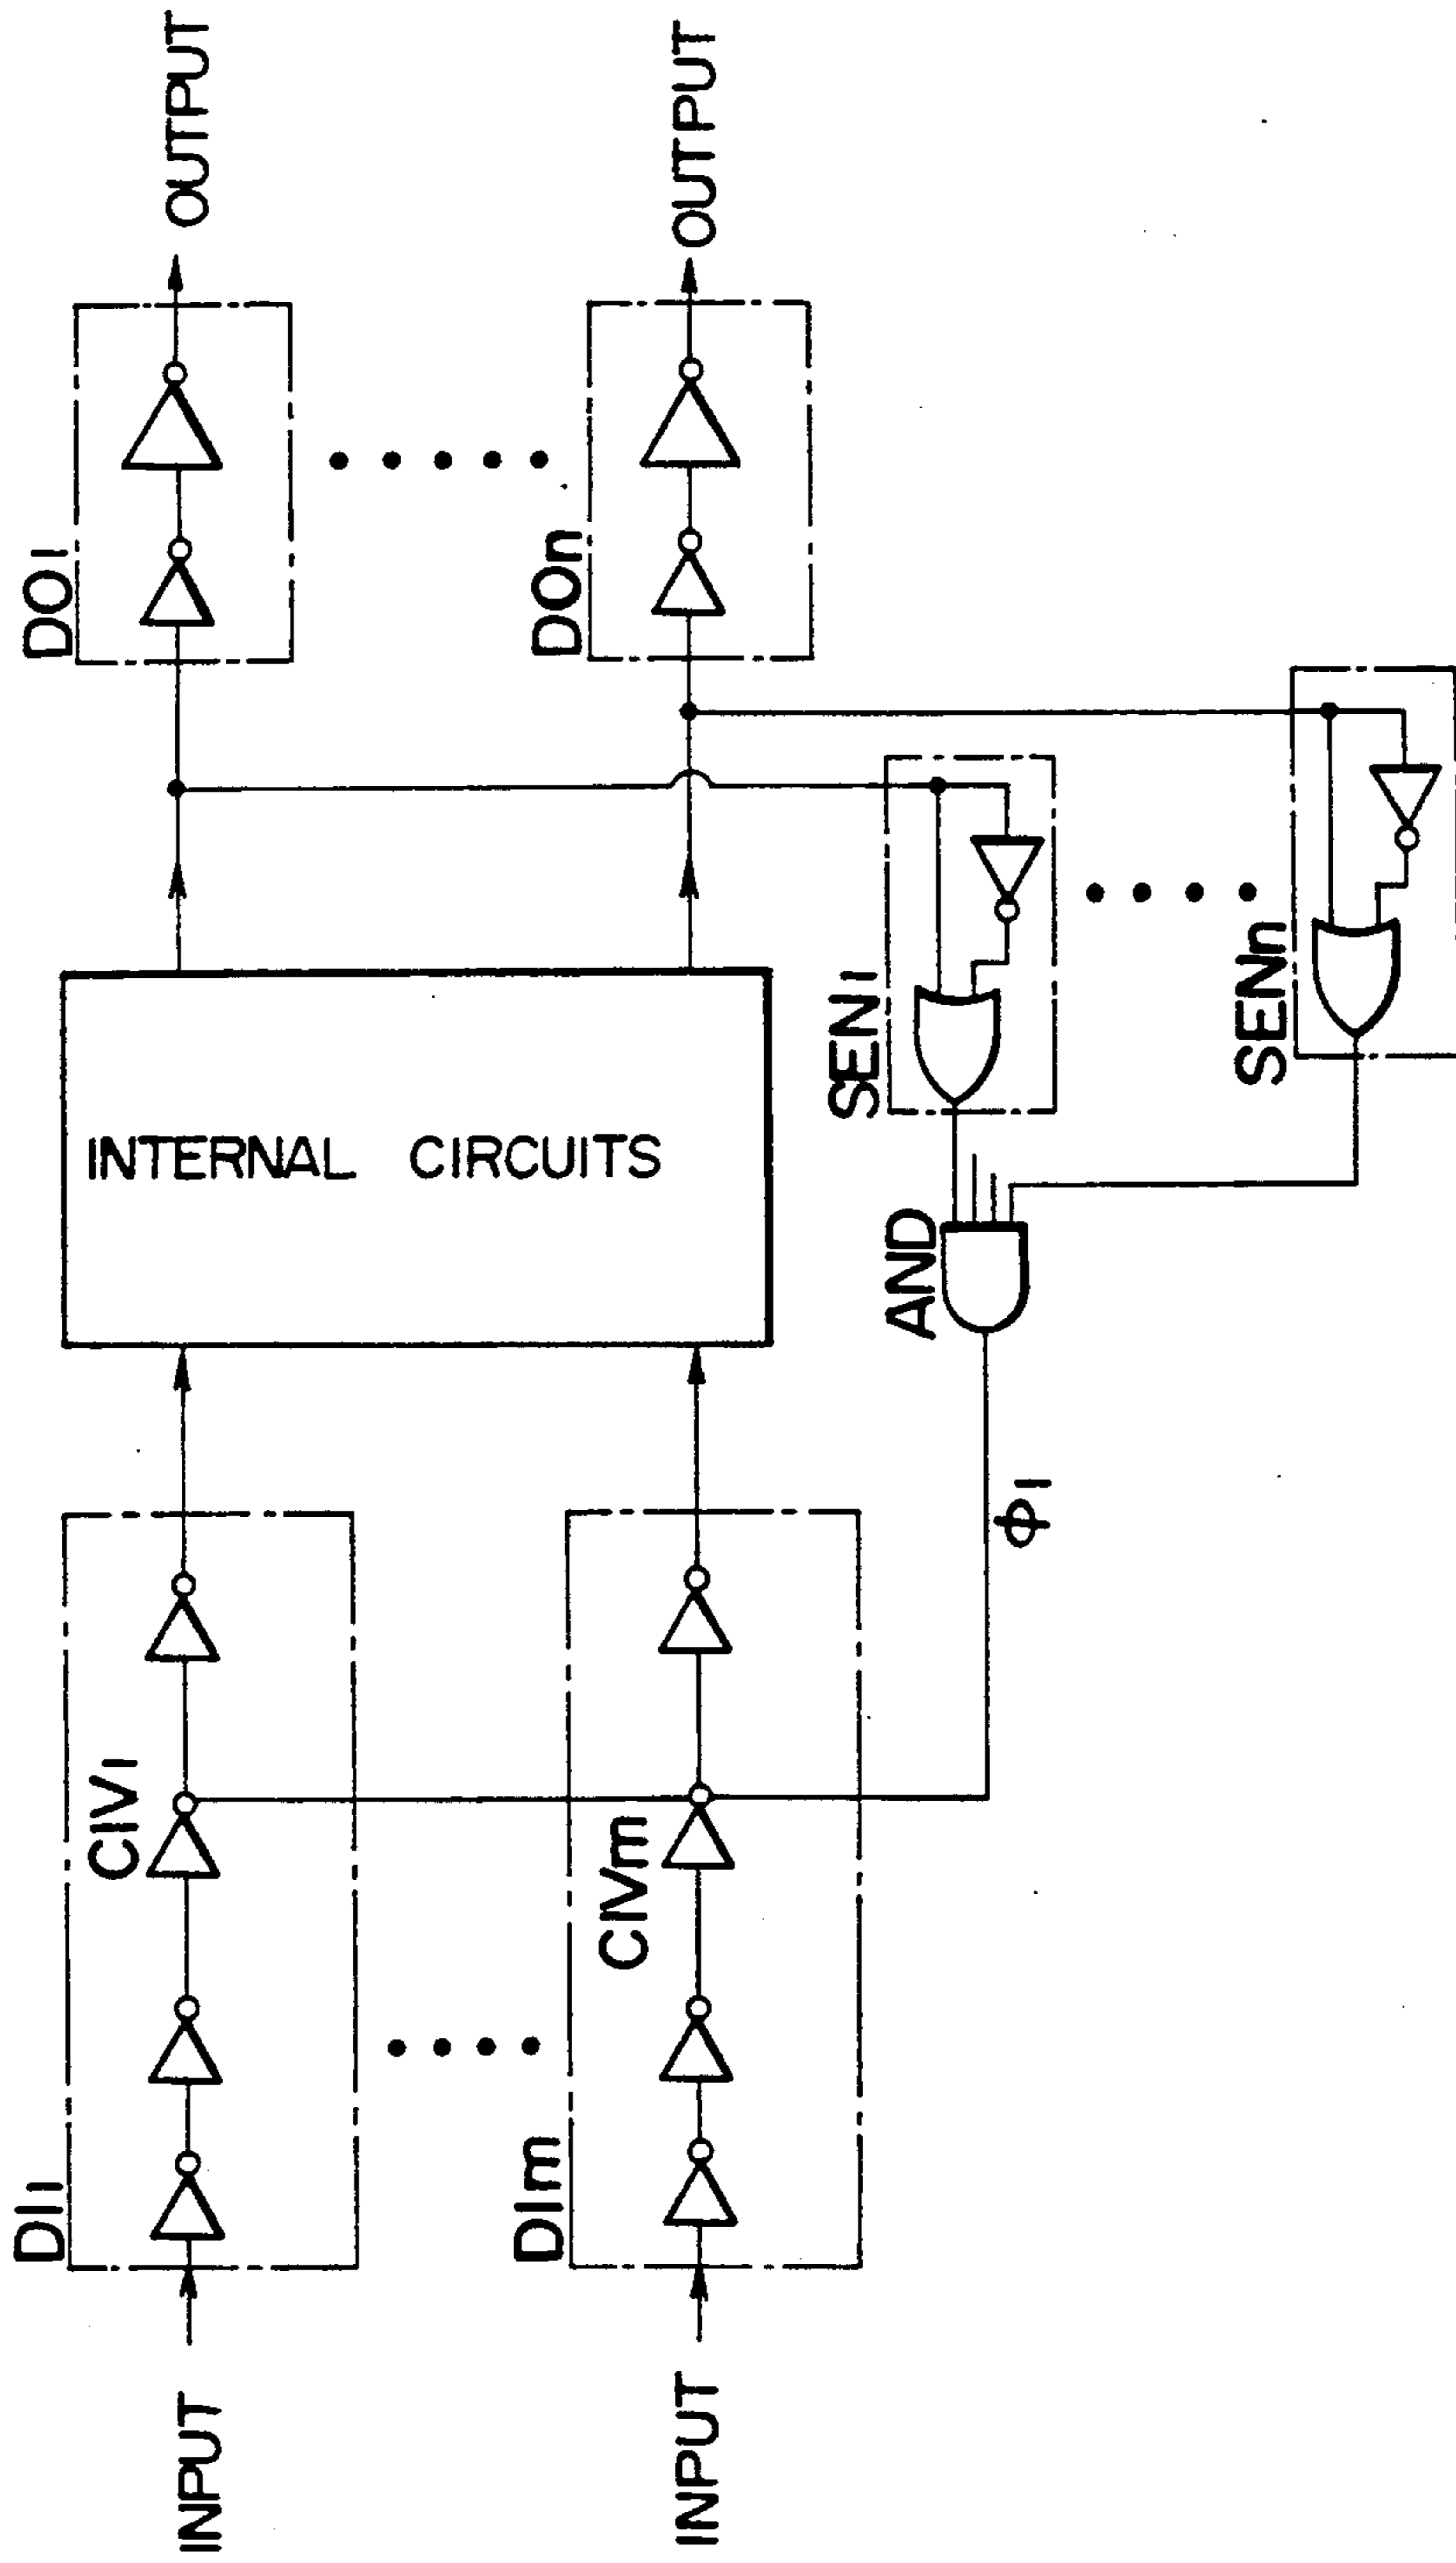 INPUT
DI1
CIV1
INPUT
DIm
CIVm
INTERNAL CIRCUITS
DO1
OUTPUT
DOn
OUTPUT
φ1
AND
SEN1
SENn